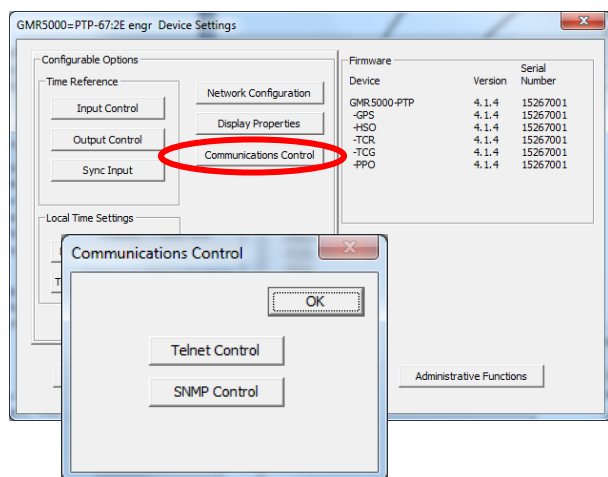 GMR5000=PTP-67:2E engr Device Settings
Configurable Options
Time Reference
Input Control
Output Control
Sync Input
Network Configuration
Display Properties
Communications Control
Local Time Settings
Firmware
Device Version Serial Number
GMR5000-PTP 4.1.4 15267001
-GPS 4.1.4 15267001
-HSO 4.1.4 15267001
-TCR 4.1.4 15267001
-TCG 4.1.4 15267001
-PPO 4.1.4 15267001
Communications Control
OK
Telnet Control
SNMP Control
Administrative Functions